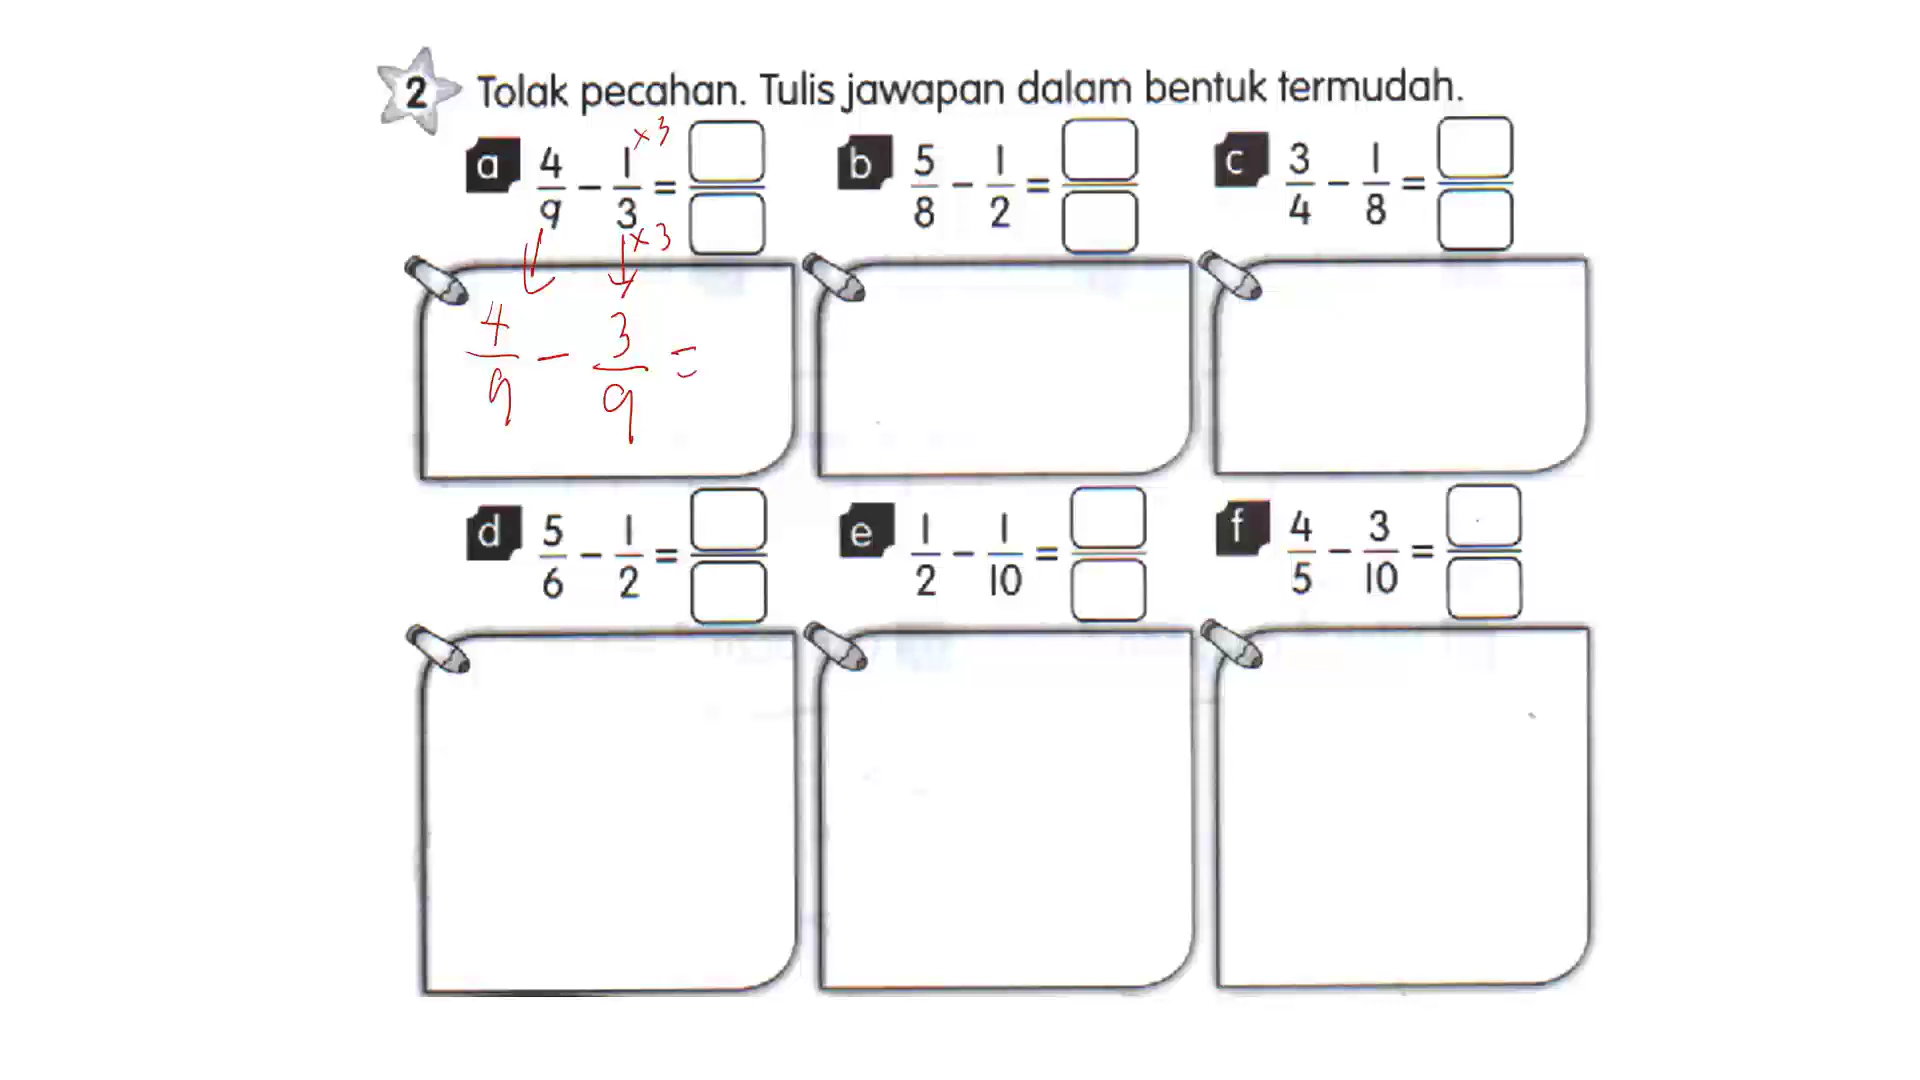 2 Tolak pecahan. Tulis jawapan dalam bentuk termudah.
×3
a 4/9 − 1/3 =
b 5/8 − 1/2 =
c 3/4 − 1/8 =
×3
4/9 − 3/9 =
d 5/6 − 1/2 =
e 1/2 − 1/10 =
f 4/5 − 3/10 =